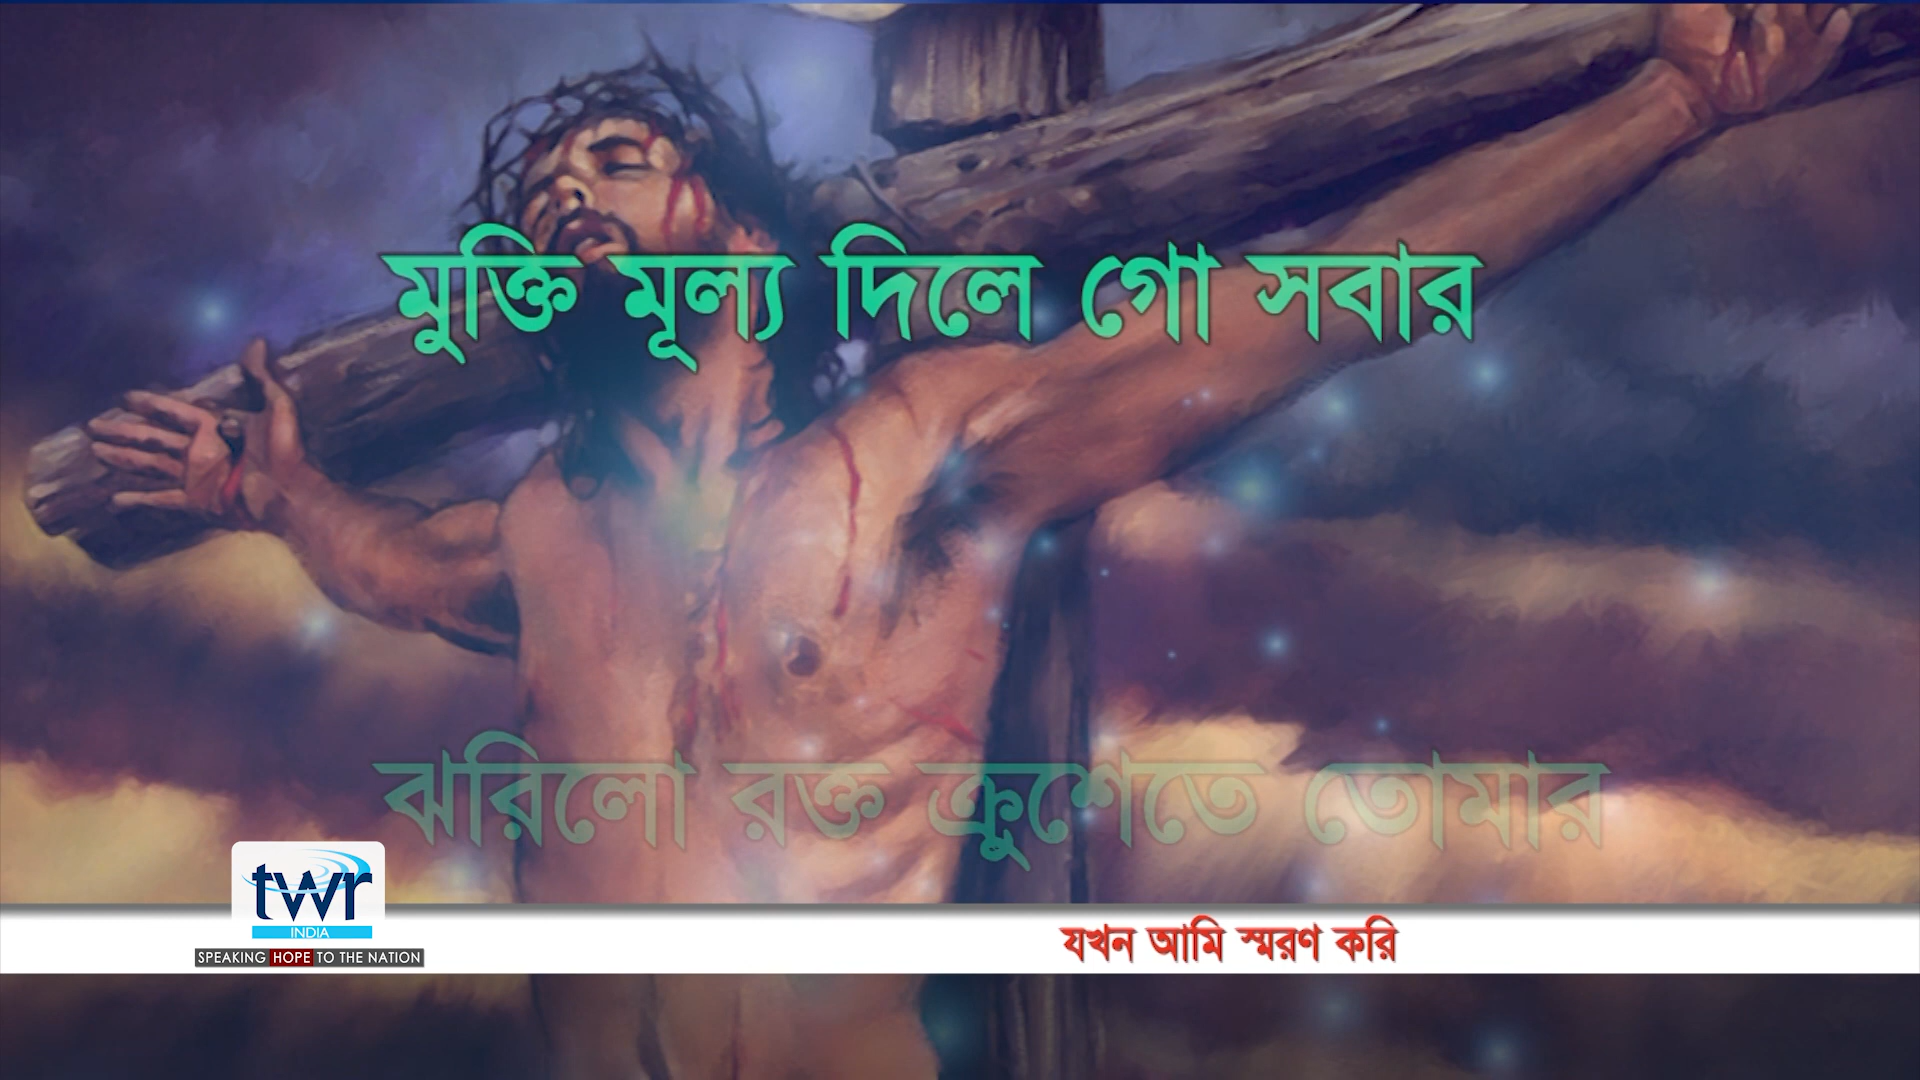 মুক্তি মূল্য দিলে গো সবার
ঝরিলো রক্ত ক্রুশেতে তোমার
twr
INDIA
SPEAKING HOPE TO THE NATION
যখন আমি স্মরণ করি